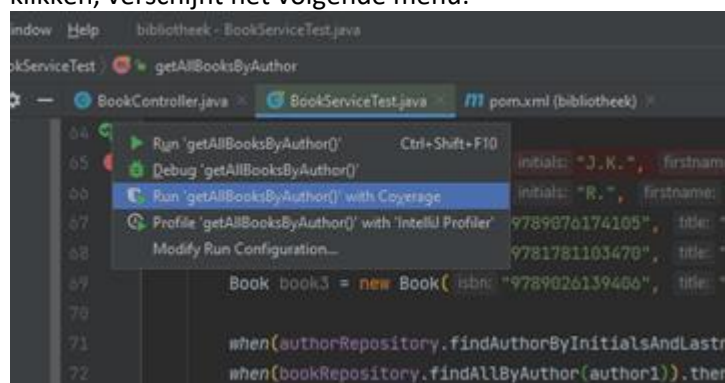 klikken, verschijnt het volgende menu:
indow Help bibliotheek - BookServiceTest.java
okServiceTest getAllBooksByAuthor
BookController.java BookServiceTest.java pom.xml (bibliotheek)
64
Run 'getAllBooksByAuthor()' Ctrl+Shift+F10
65 initials: "J.K.", firstnam
Debug 'getAllBooksByAuthor()'
66 Run 'getAllBooksByAuthor()' with Coverage initials: "R.", firstname:
67 Profile 'getAllBooksByAuthor()' with 'IntelliJ Profiler' 9789076174105", title:
68 Modify Run Configuration... 9781781103470", title: "
69 Book book3 = new Book( isbn: "9789026139406", title: "
70
71 when(authorRepository.findAuthorByInitialsAndLastn
72 when(bookRepository.findAllByAuthor(author1)).then